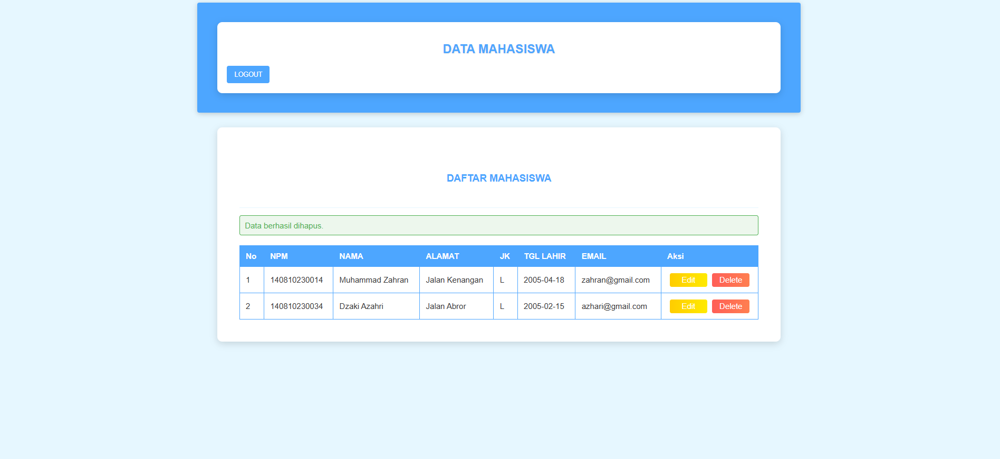 DATA MAHASISWA
LOGOUT
DAFTAR MAHASISWA
Data berhasil dihapus.
No NPM NAMA ALAMAT JK TGL LAHIR EMAIL Aksi
1 140810230014 Muhammad Zahran Jalan Kenangan L 2005-04-18 zahran@gmail.com Edit Delete
2 140810230034 Dzaki Azahri Jalan Abror L 2005-02-15 azhari@gmail.com Edit Delete